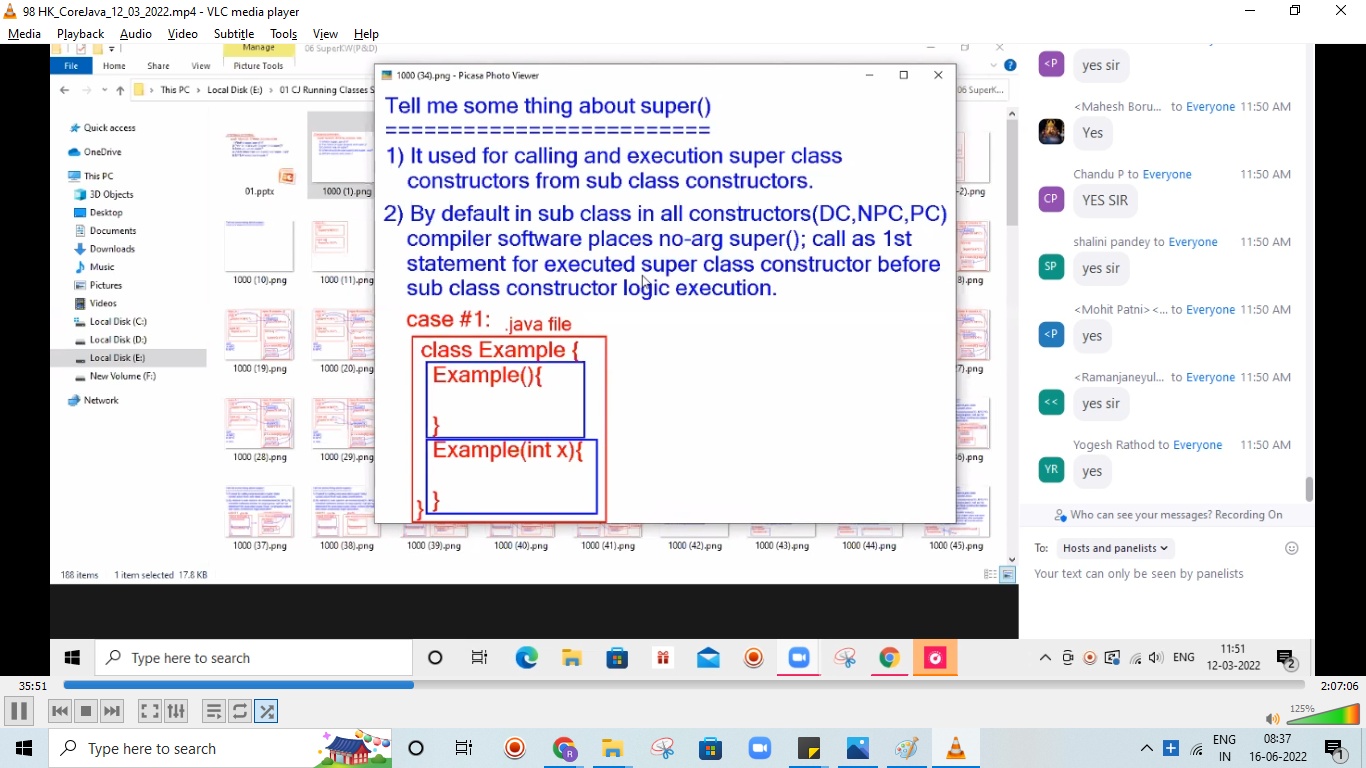 98 HK_CoreJava_12_03_2022.mp4 - VLC media player
Media Playback Audio Video Subtitle Tools View Help
Manage
06 SuperKW(P&D)
File Home Share View Picture Tools
This PC > Local Disk (E:) > 01 CJ Running Classes S
06 SuperK...
Quick access
OneDrive
This PC
3D Objects
Desktop
Documents
Downloads
Music
Pictures
Videos
Local Disk (C:)
Local Disk (D:)
Local Disk (E:)
New Volume (F:)
Network
01.pptx
1000 (1).png
-2).png
1000 (10).png
1000 (11).png
8).png
1000 (19).png
1000 (20).png
27).png
1000 (28).png
1000 (29).png
36).png
1000 (37).png
1000 (38).png
1000 (39).png
1000 (40).png
1000 (41).png
1000 (42).png
1000 (43).png
1000 (44).png
1000 (45).png
188 items 1 item selected 17.8 KB
1000 (34).png - Picasa Photo Viewer
Tell me some thing about super()
=========================
1) It used for calling and execution super class
constructors from sub class constructors.
2) By default in sub class in all constructors(DC,NPC,PC)
compiler software places no-arg super(); call as 1st
statement for executed super class constructor before
sub class constructor logic execution.
case #1: .java file
class Example {
Example(){
}
Example(int x){
}
}
<P
yes sir
<Mahesh Boru... to Everyone 11:50 AM
Yes
Chandu P to Everyone 11:50 AM
CP
YES SIR
shalini pandey to Everyone 11:50 AM
SP
yes sir
<Mohit Patni> <... to Everyone 11:50 AM
<P
yes
<Ramanjaneyul... to Everyone 11:50 AM
<<
yes sir
Yogesh Rathod to Everyone 11:50 AM
YR
yes
Who can see your messages? Recording On
To: Hosts and panelists
Your text can only be seen by panelists
Type here to search
ENG
11:51
12-03-2022
2
35:51
2:07:06
125%
Type here to search
R
ENG
IN
08:37
16-06-2022
1